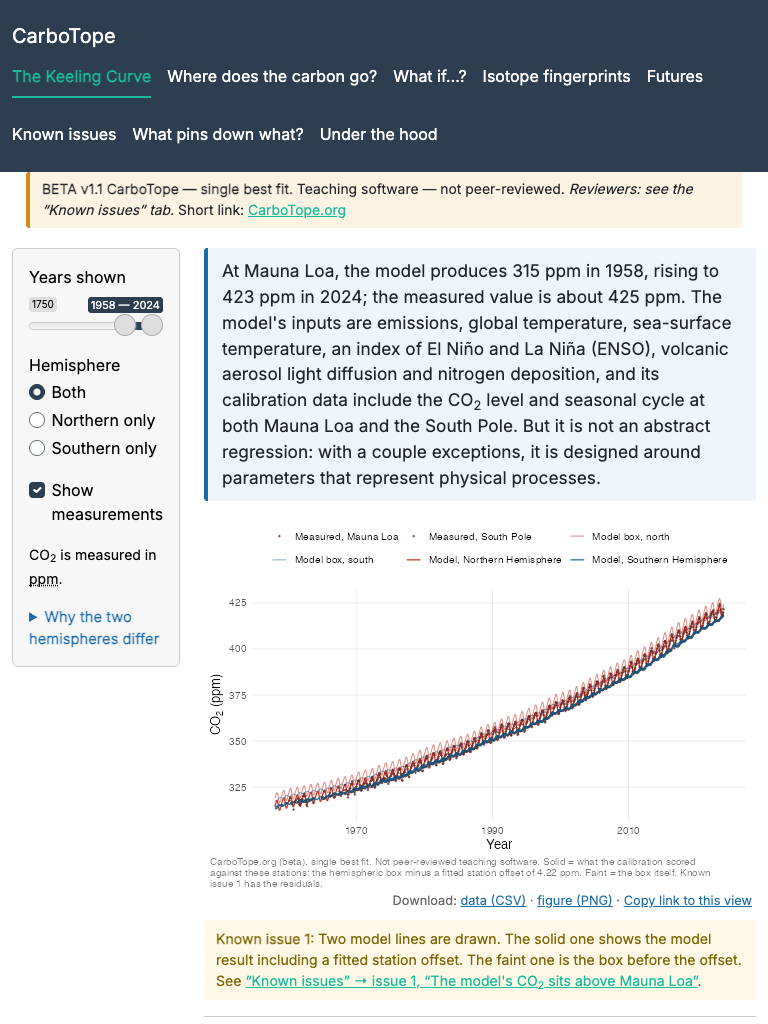 CarboTope
The Keeling Curve Where does the carbon go? What if...? Isotope fingerprints Futures
Known issues What pins down what? Under the hood
BETA v1.1 CarboTope — single best fit. Teaching software — not peer-reviewed. Reviewers: see the
“Known issues” tab. Short link: CarboTope.org
Years shown
1750 1958 — 2024
Hemisphere
Both
Northern only
Southern only
Show
measurements
CO₂ is measured in
ppm.
Why the two
hemispheres differ
At Mauna Loa, the model produces 315 ppm in 1958, rising to
423 ppm in 2024; the measured value is about 425 ppm. The
model's inputs are emissions, global temperature, sea-surface
temperature, an index of El Niño and La Niña (ENSO), volcanic
aerosol light diffusion and nitrogen deposition, and its
calibration data include the CO₂ level and seasonal cycle at
both Mauna Loa and the South Pole. But it is not an abstract
regression: with a couple exceptions, it is designed around
parameters that represent physical processes.
Measured, Mauna Loa Measured, South Pole Model box, north
Model box, south Model, Northern Hemisphere Model, Southern Hemisphere
425
400
375
350
325
CO₂ (ppm)
1970 1990 2010
Year
CarboTope.org (beta), single best fit. Not peer-reviewed teaching software. Solid = what the calibration scored
against these stations: the hemispheric box minus a fitted station offset of 4.22 ppm. Faint = the box itself. Known
issue 1 has the residuals.
Download: data (CSV) · figure (PNG) · Copy link to this view
Known issue 1: Two model lines are drawn. The solid one shows the model
result including a fitted station offset. The faint one is the box before the offset.
See “Known issues” → issue 1, “The model's CO₂ sits above Mauna Loa”.